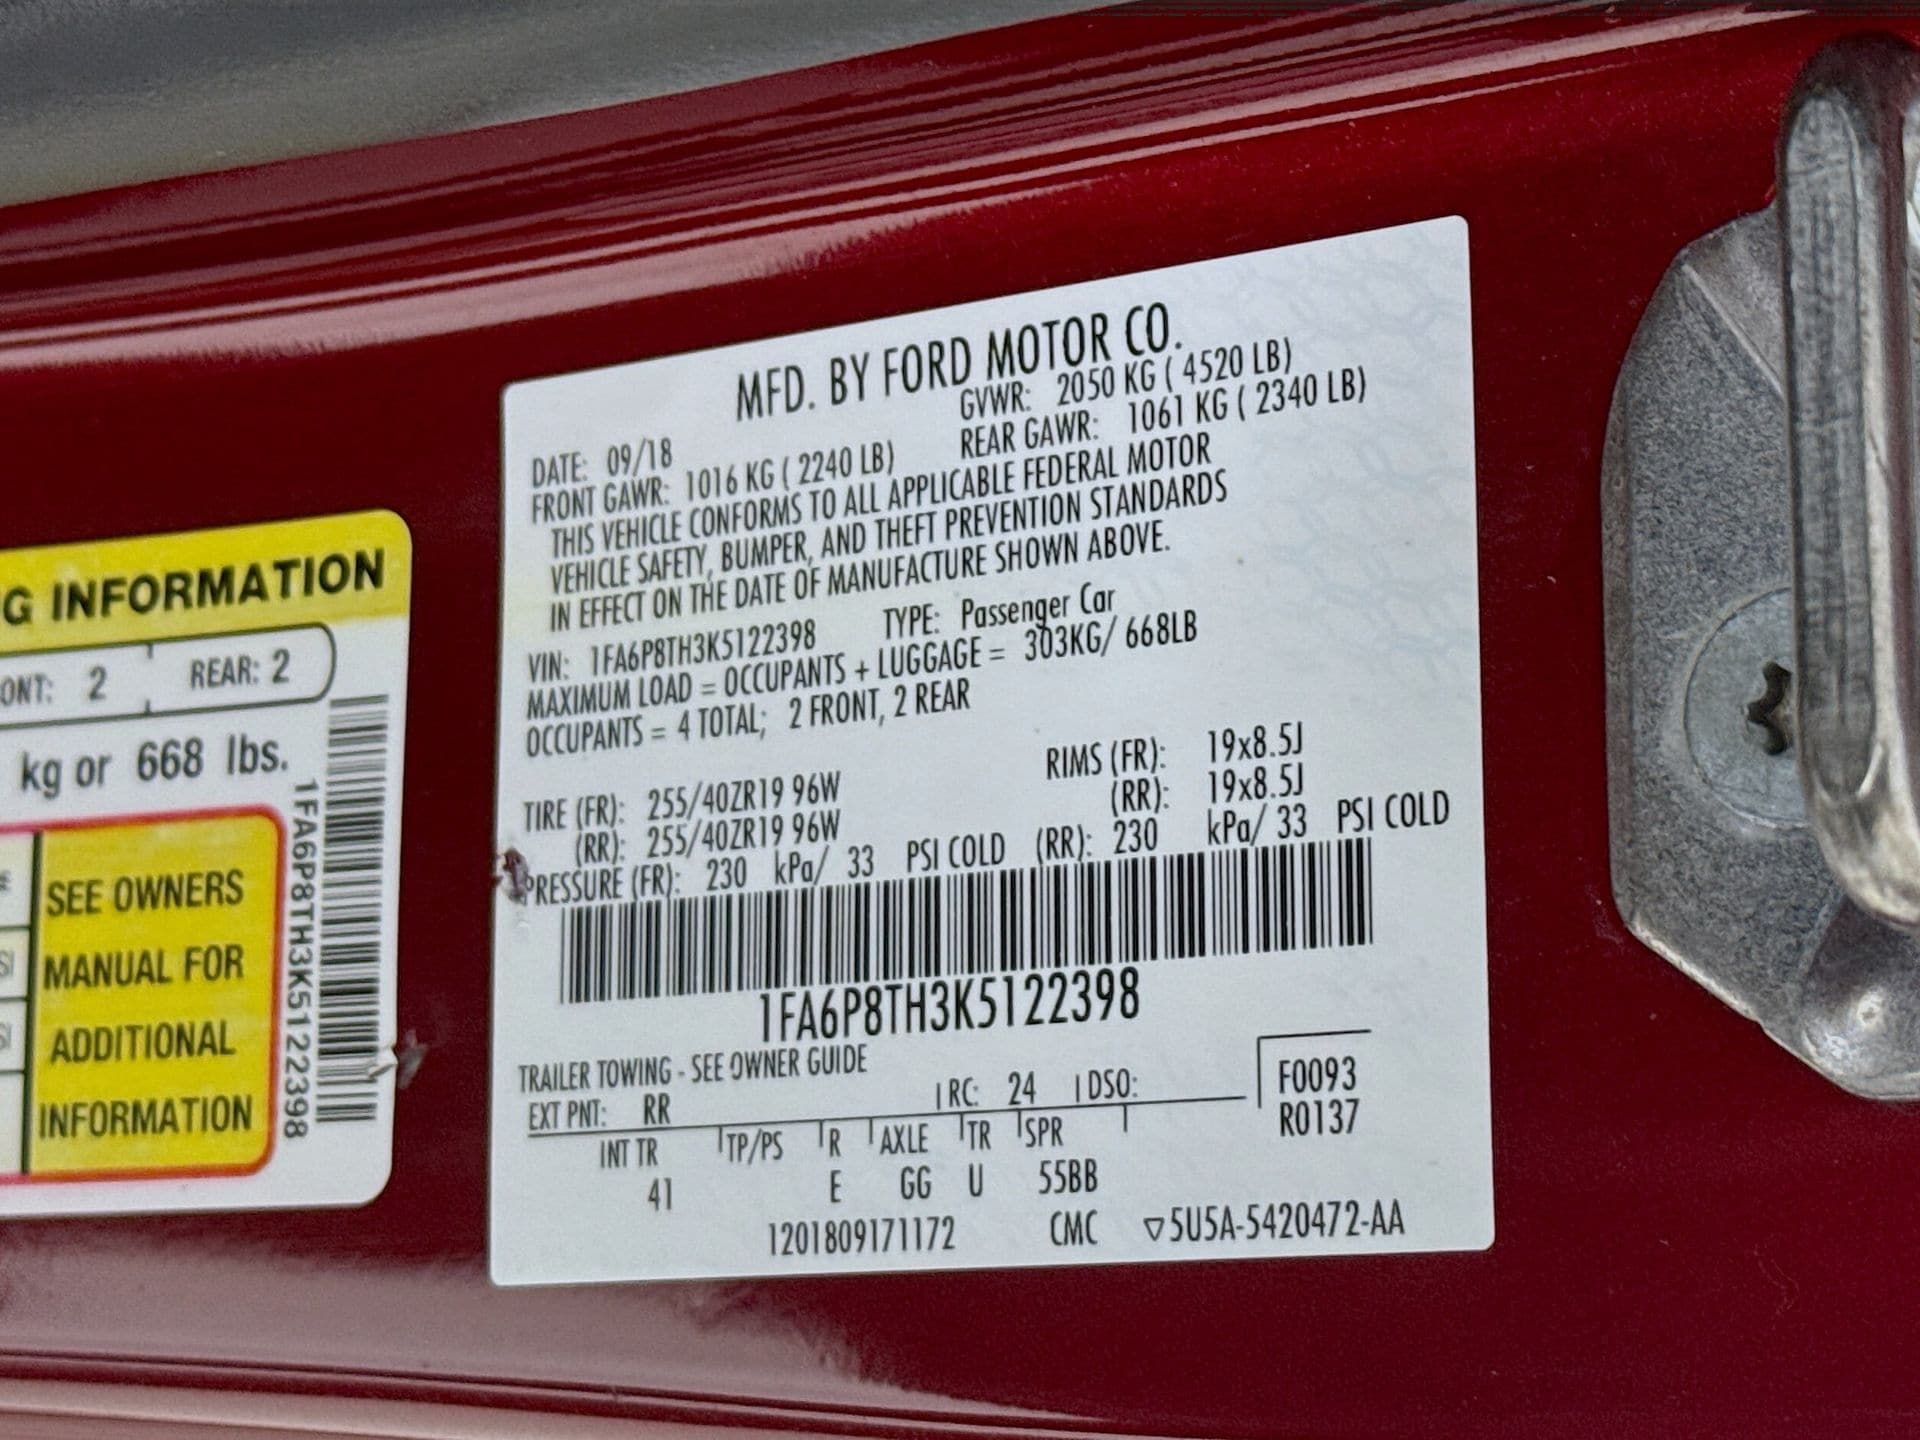 G INFORMATION
ONT: 2 REAR: 2
kg or 668 lbs.
SEE OWNERS
MANUAL FOR
ADDITIONAL
INFORMATION
1FA6P8TH3K5122398
MFD. BY FORD MOTOR CO.
DATE: 09/18 GVWR: 2050 KG ( 4520 LB)
FRONT GAWR: 1016 KG ( 2240 LB) REAR GAWR: 1061 KG ( 2340 LB)
THIS VEHICLE CONFORMS TO ALL APPLICABLE FEDERAL MOTOR
VEHICLE SAFETY, BUMPER, AND THEFT PREVENTION STANDARDS
IN EFFECT ON THE DATE OF MANUFACTURE SHOWN ABOVE.
VIN: 1FA6P8TH3K5122398 TYPE: Passenger Car
MAXIMUM LOAD = OCCUPANTS + LUGGAGE = 303KG/ 668LB
OCCUPANTS = 4 TOTAL; 2 FRONT, 2 REAR
TIRE (FR): 255/40ZR19 96W RIMS (FR): 19x8.5J
(RR): 255/40ZR19 96W (RR): 19x8.5J
PRESSURE (FR): 230 kPa/ 33 PSI COLD (RR): 230 kPa/ 33 PSI COLD
1FA6P8TH3K5122398
TRAILER TOWING - SEE OWNER GUIDE
EXT PNT: RR RC: 24 DSO: F0093
R0137
INT TR TP/PS R AXLE TR SPR
41 E GG U 55BB
1201809171172 CMC ▽5U5A-5420472-AA